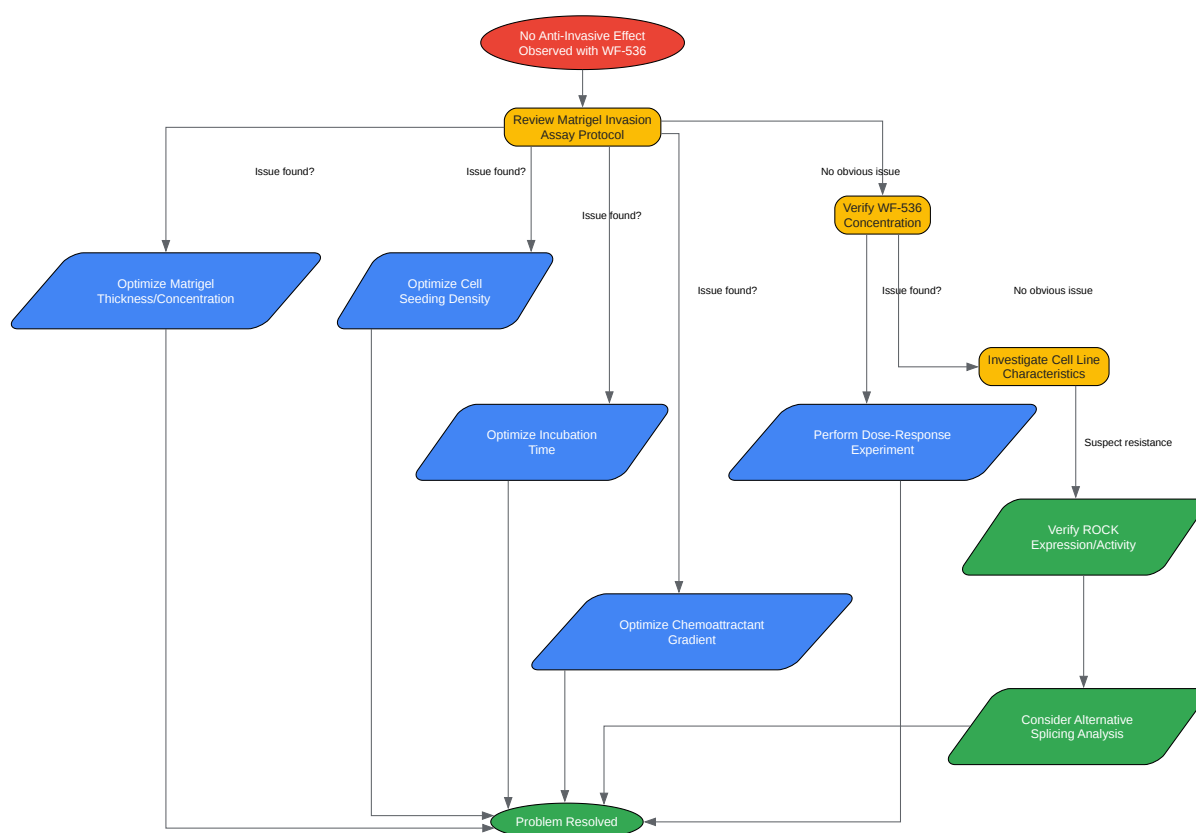 No Anti-Invasive Effect
Observed with WF-536
Review Matrigel Invasion
Assay Protocol
Issue found?
Issue found?
No obvious issue
Issue found?
Verify WF-536
Concentration
Optimize Matrigel
Thickness/Concentration
Optimize Cell
Seeding Density
Issue found?
Issue found?
No obvious issue
Investigate Cell Line
Characteristics
Optimize Incubation
Time
Perform Dose-Response
Experiment
Suspect resistance
Verify ROCK
Expression/Activity
Optimize Chemoattractant
Gradient
Consider Alternative
Splicing Analysis
Problem Resolved